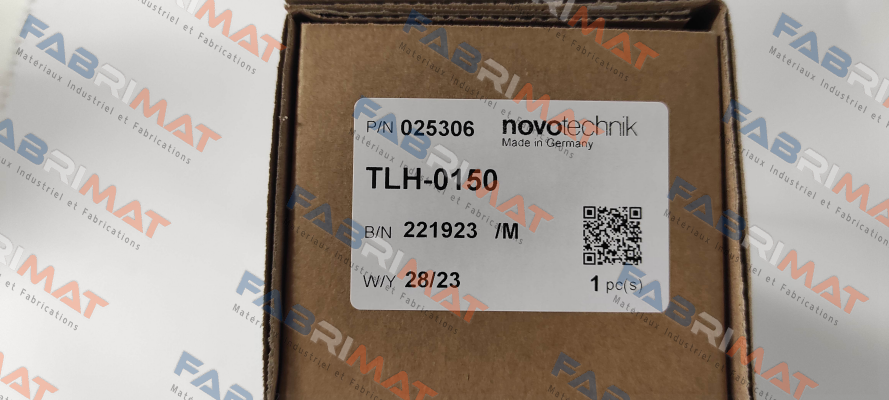 P/N 025306 novotechnik
Made in Germany
TLH-0150
B/N 221923 /M
W/Y 28/23
1 pc(s)
FABRIMAT
Matériaux Industriel et Fabrications